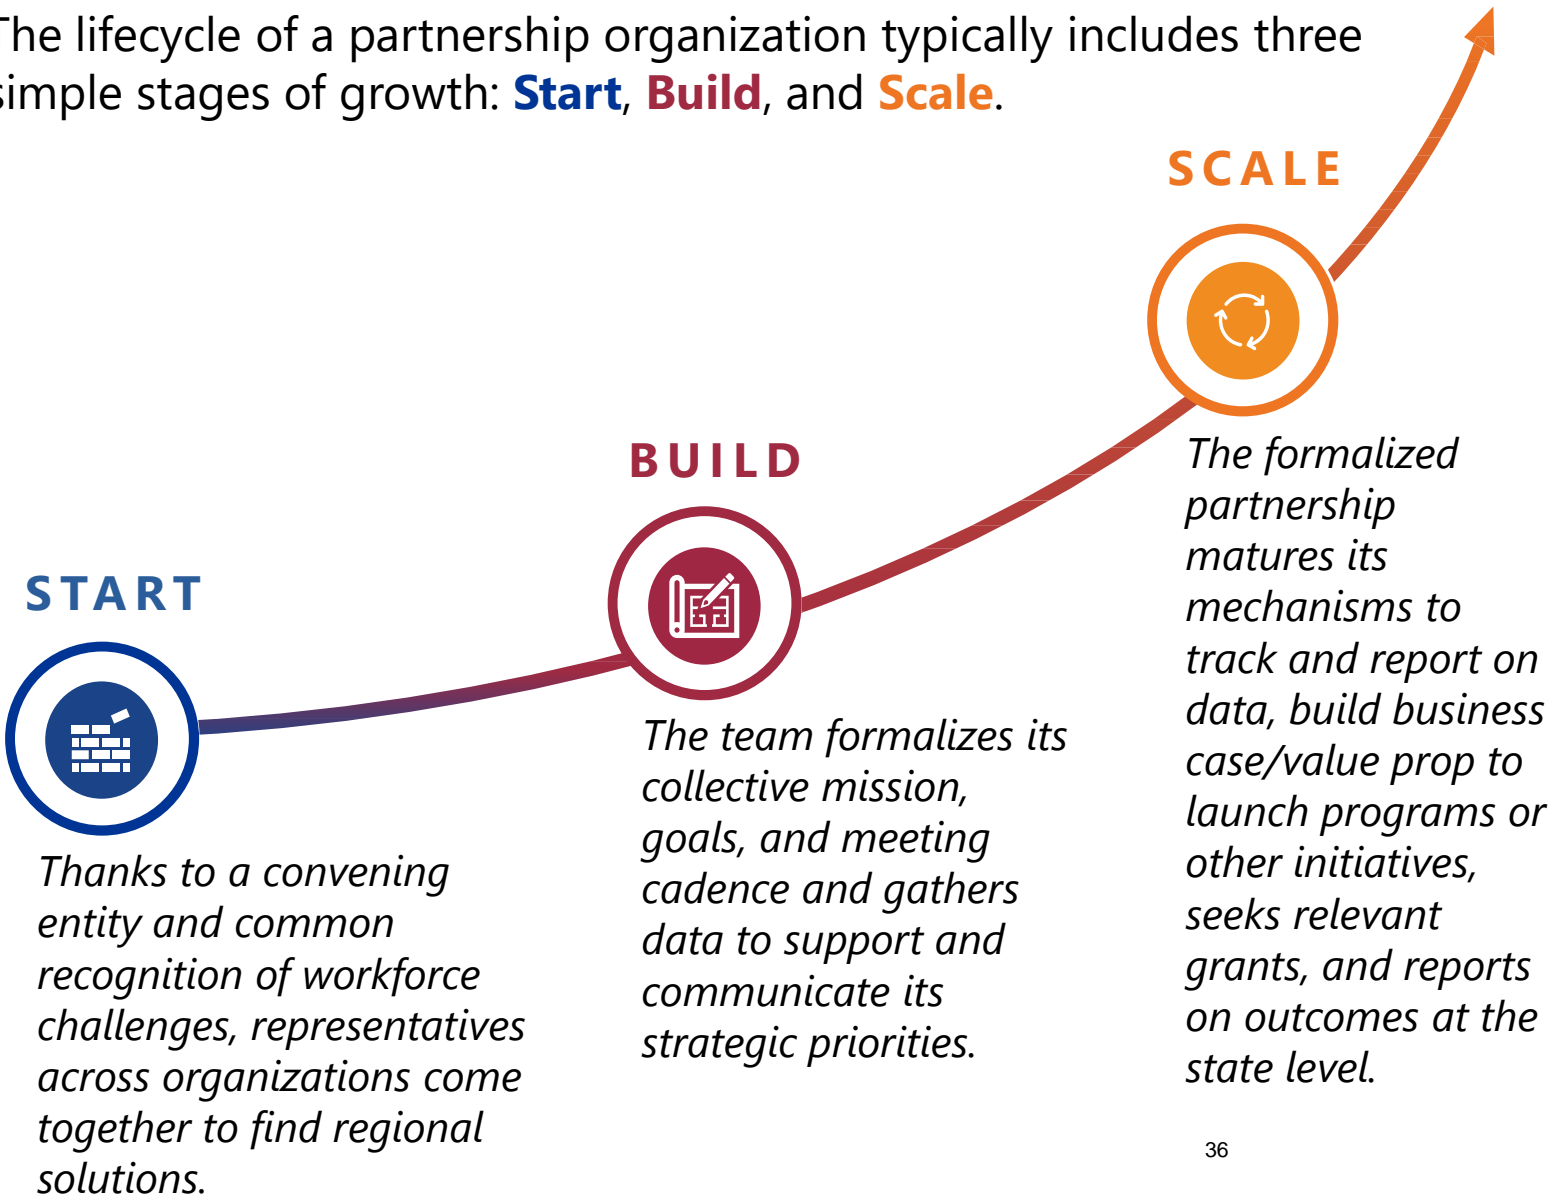 The lifecycle of a partnership organization typically includes three
simple stages of growth: Start, Build, and Scale.
SCALE
BUILD
START
The formalized
partnership
matures its
mechanisms to
track and report on
data, build business
case/value prop to
launch programs or
other initiatives,
seeks relevant
grants, and reports
on outcomes at the
state level.
The team formalizes its
collective mission,
goals, and meeting
cadence and gathers
data to support and
communicate its
strategic priorities.
Thanks to a convening
entity and common
recognition of workforce
challenges, representatives
across organizations come
together to find regional
solutions.
36